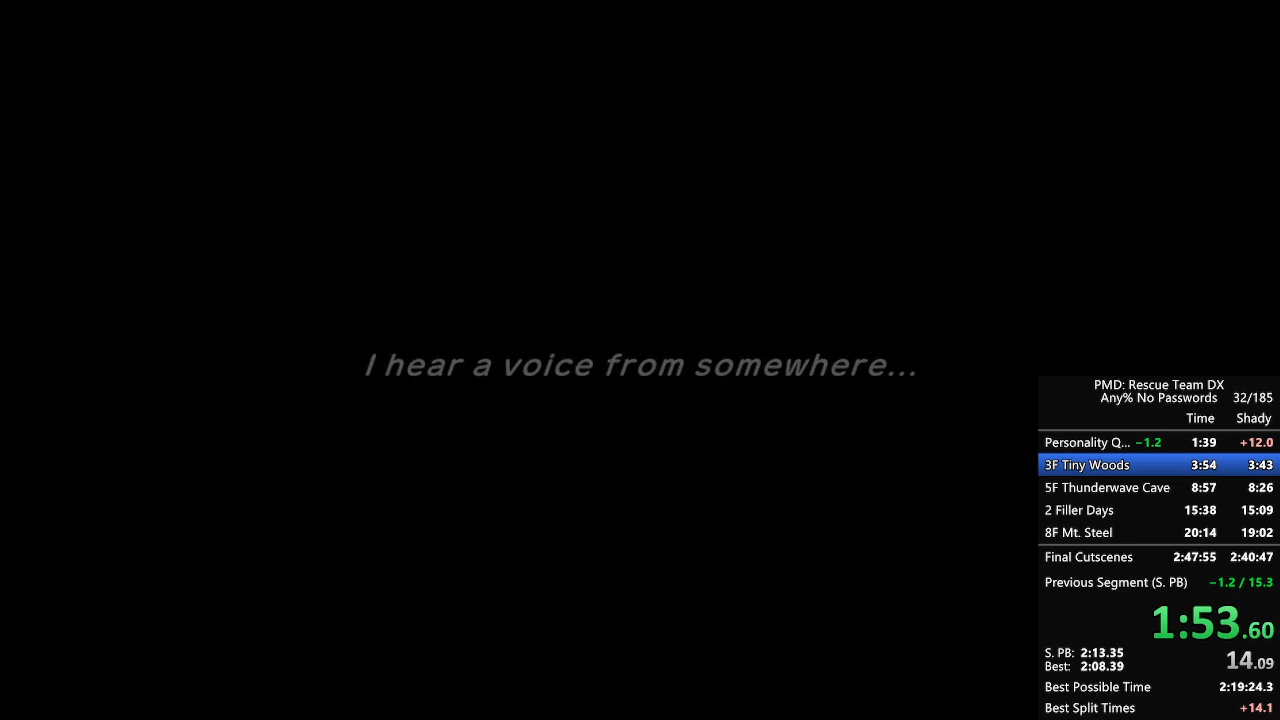 I hear a voice from somewhere...
PMD: Rescue Team DX
Any% No Passwords 32/185
Time Shady
Personality Q... −1.2 1:39 +12.0
3F Tiny Woods 3:54 3:43
5F Thunderwave Cave 8:57 8:26
2 Filler Days 15:38 15:09
8F Mt. Steel 20:14 19:02
Final Cutscenes 2:47:55 2:40:47
Previous Segment (S. PB) −1.2 / 15.3
1:53.60
S. PB: 2:13.35
Best: 2:08.39
14.09
Best Possible Time 2:19:24.3
Best Split Times +14.1